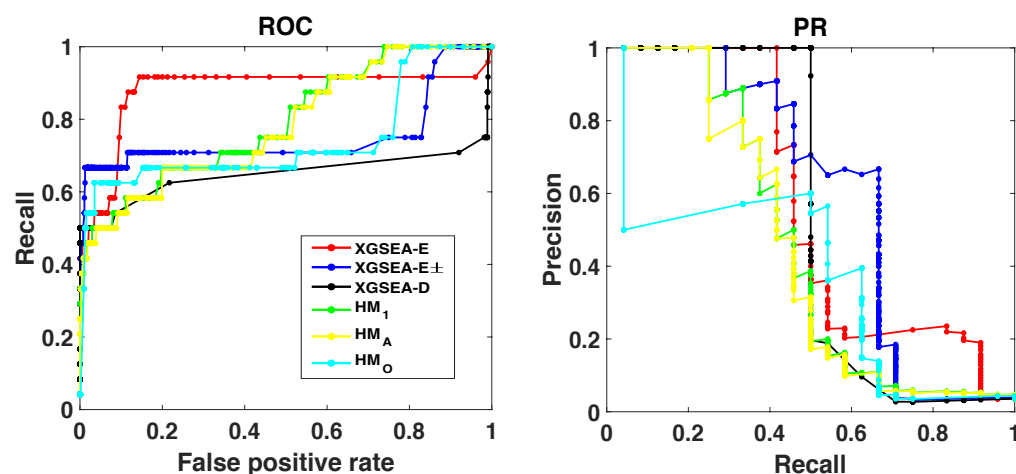 ROC
Recall
1
0.8
0.6
0.4
0.2
0
0
0.2
0.4
0.6
0.8
1
False positive rate
XGSEA-E
XGSEA-E±
XGSEA-D
HM1
HMA
HMO
PR
Precision
1
0.8
0.6
0.4
0.2
0
0
0.2
0.4
0.6
0.8
1
Recall